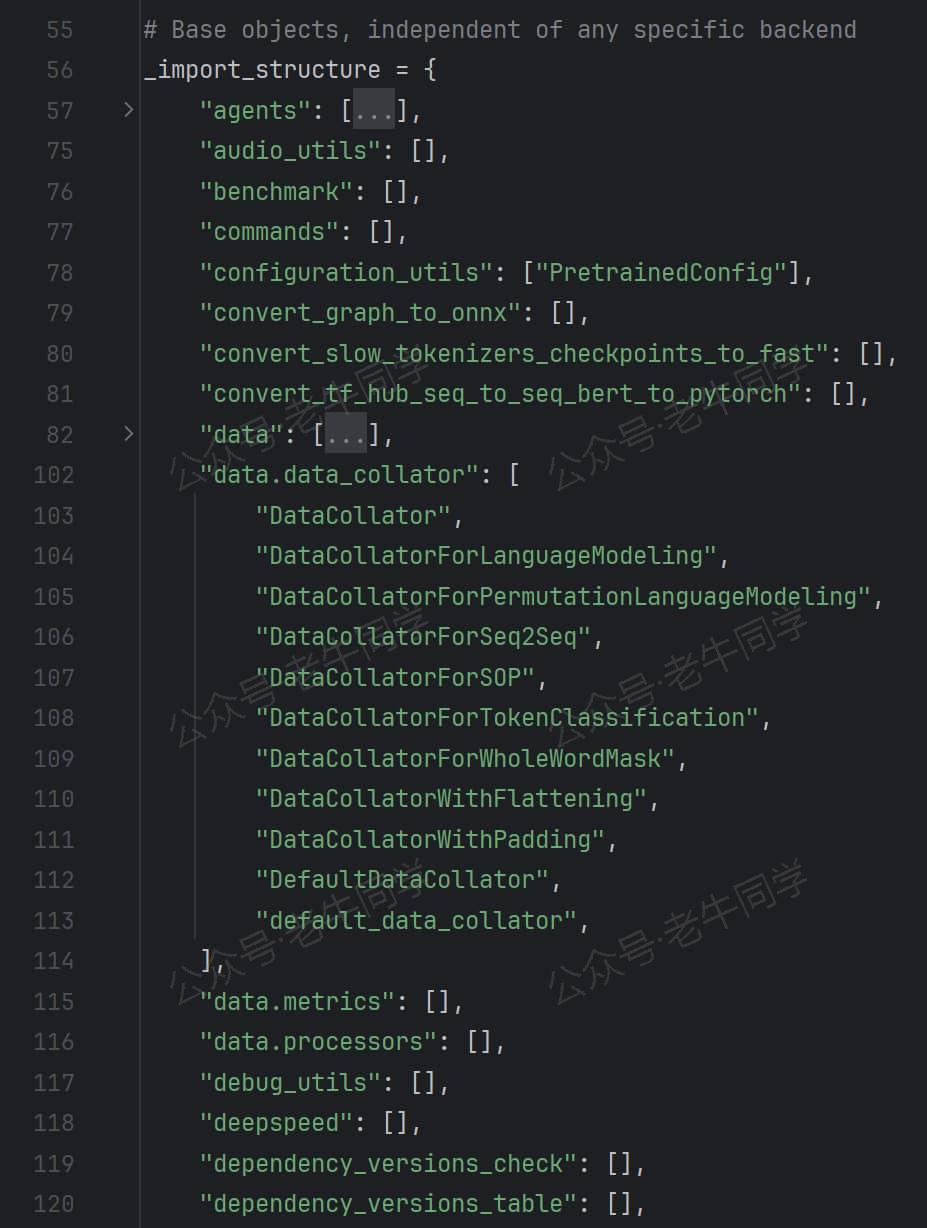 55 # Base objects, independent of any specific backend
56 _import_structure = {
57 "agents": [...],
75 "audio_utils": [],
76 "benchmark": [],
77 "commands": [],
78 "configuration_utils": ["PretrainedConfig"],
79 "convert_graph_to_onnx": [],
80 "convert_slow_tokenizers_checkpoints_to_fast": [],
81 "convert_tf_hub_seq_to_seq_bert_to_pytorch": [],
公众号·老牛同学 公众号·老牛同学
82 "data": [...],
102 "data.data_collator": [
103 "DataCollator",
104 "DataCollatorForLanguageModeling",
105 "DataCollatorForPermutationLanguageModeling",
106 "DataCollatorForSeq2Seq",
107 "DataCollatorForSOP",
公众号·老牛同学 公众号·老牛同学
108 "DataCollatorForTokenClassification",
109 "DataCollatorForWholeWordMask",
110 "DataCollatorWithFlattening",
111 "DataCollatorWithPadding",
112 "DefaultDataCollator",
113 "default_data_collator",
公众号·老牛同学 公众号·老牛同学
114 ],
115 "data.metrics": [],
116 "data.processors": [],
117 "debug_utils": [],
118 "deepspeed": [],
119 "dependency_versions_check": [],
120 "dependency_versions_table": [],